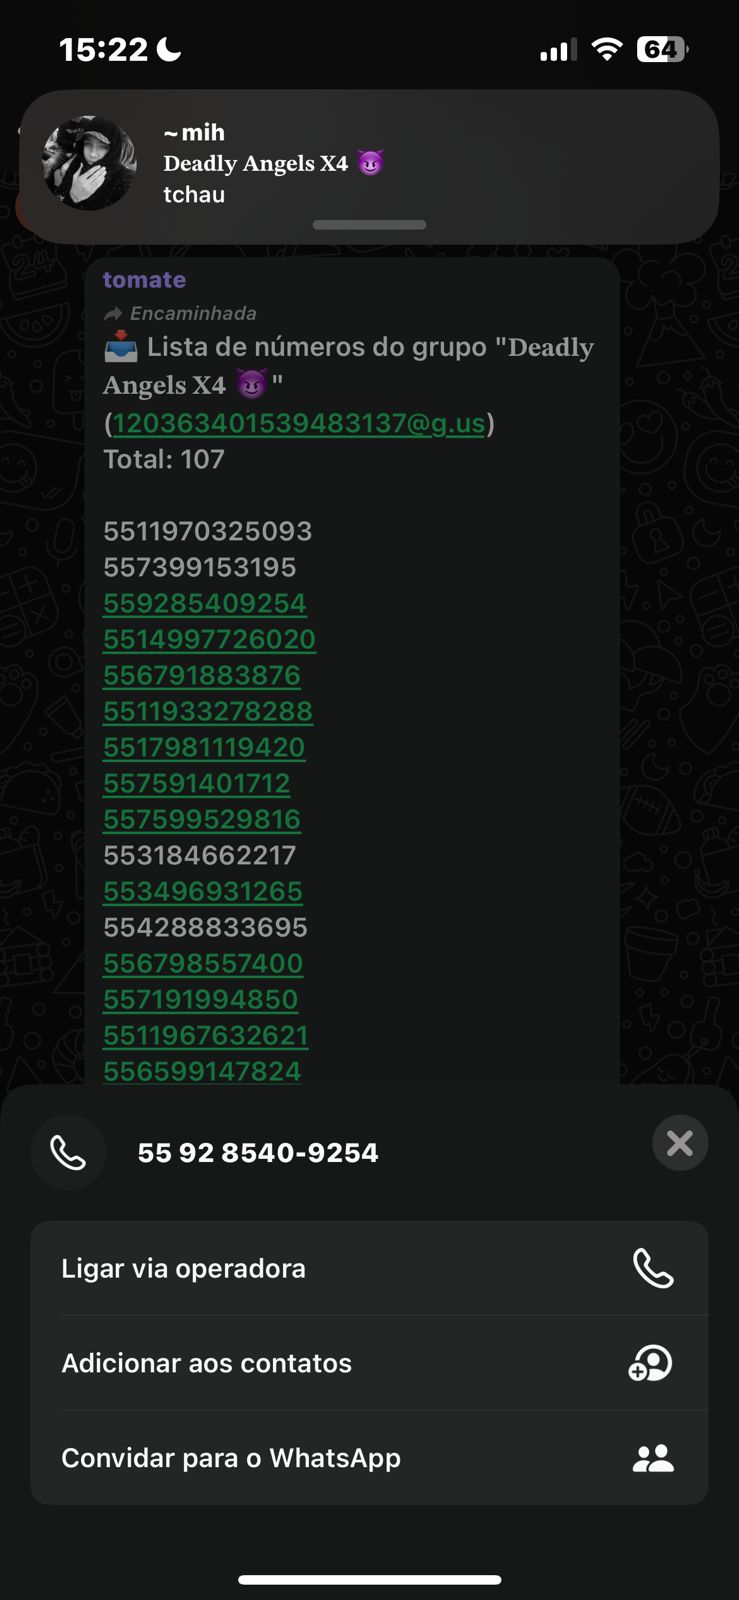 15:22
64
~mih
Deadly Angels X4 😈
tchau
tomate
Encaminhada
📥 Lista de números do grupo "Deadly
Angels X4 😈"
(120363401539483137@g.us)
Total: 107
5511970325093
557399153195
559285409254
5514997726020
556791883876
5511933278288
5517981119420
557591401712
557599529816
553184662217
553496931265
554288833695
556798557400
557191994850
5511967632621
556599147824
55 92 8540-9254
Ligar via operadora
Adicionar aos contatos
Convidar para o WhatsApp